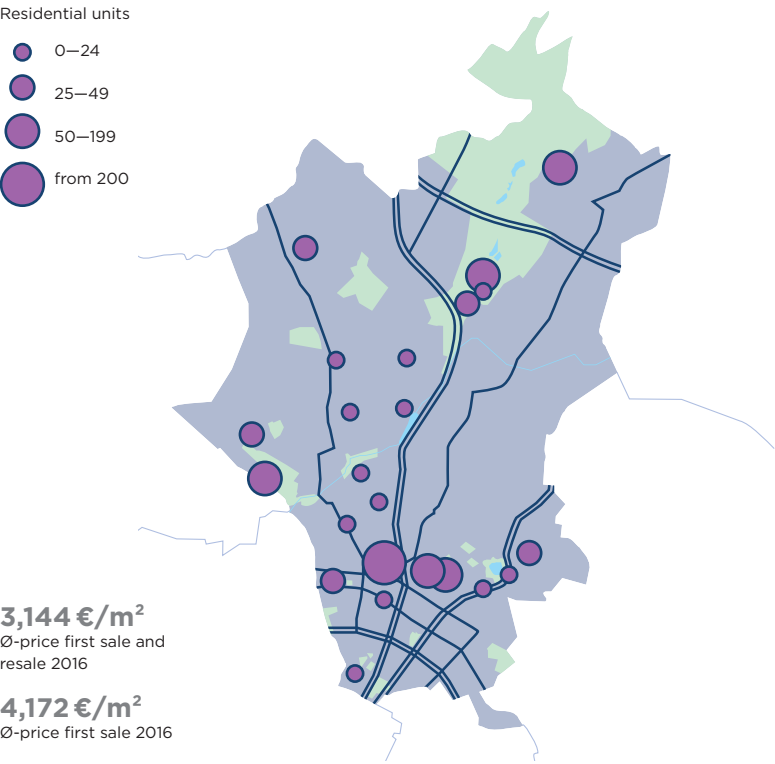 Residential units
0—24
25—49
50—199
from 200
3,144 €/m²
Ø-price first sale and
resale 2016
4,172 €/m²
Ø-price first sale 2016